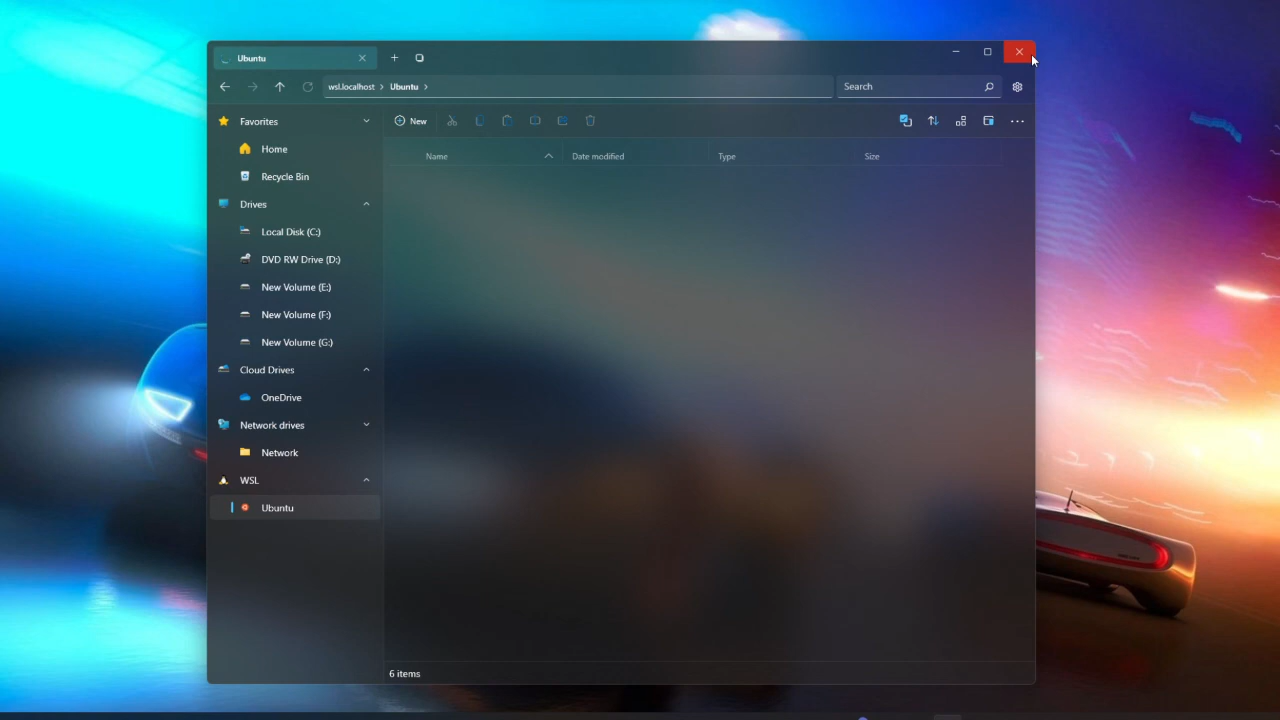 Ubuntu
wsl.localhost > Ubuntu >
Search
Favorites
New
Home
Name
Date modified
Type
Size
Recycle Bin
Drives
Local Disk (C:)
DVD RW Drive (D:)
New Volume (E:)
New Volume (F:)
New Volume (G:)
Cloud Drives
OneDrive
Network drives
Network
WSL
Ubuntu
6 items